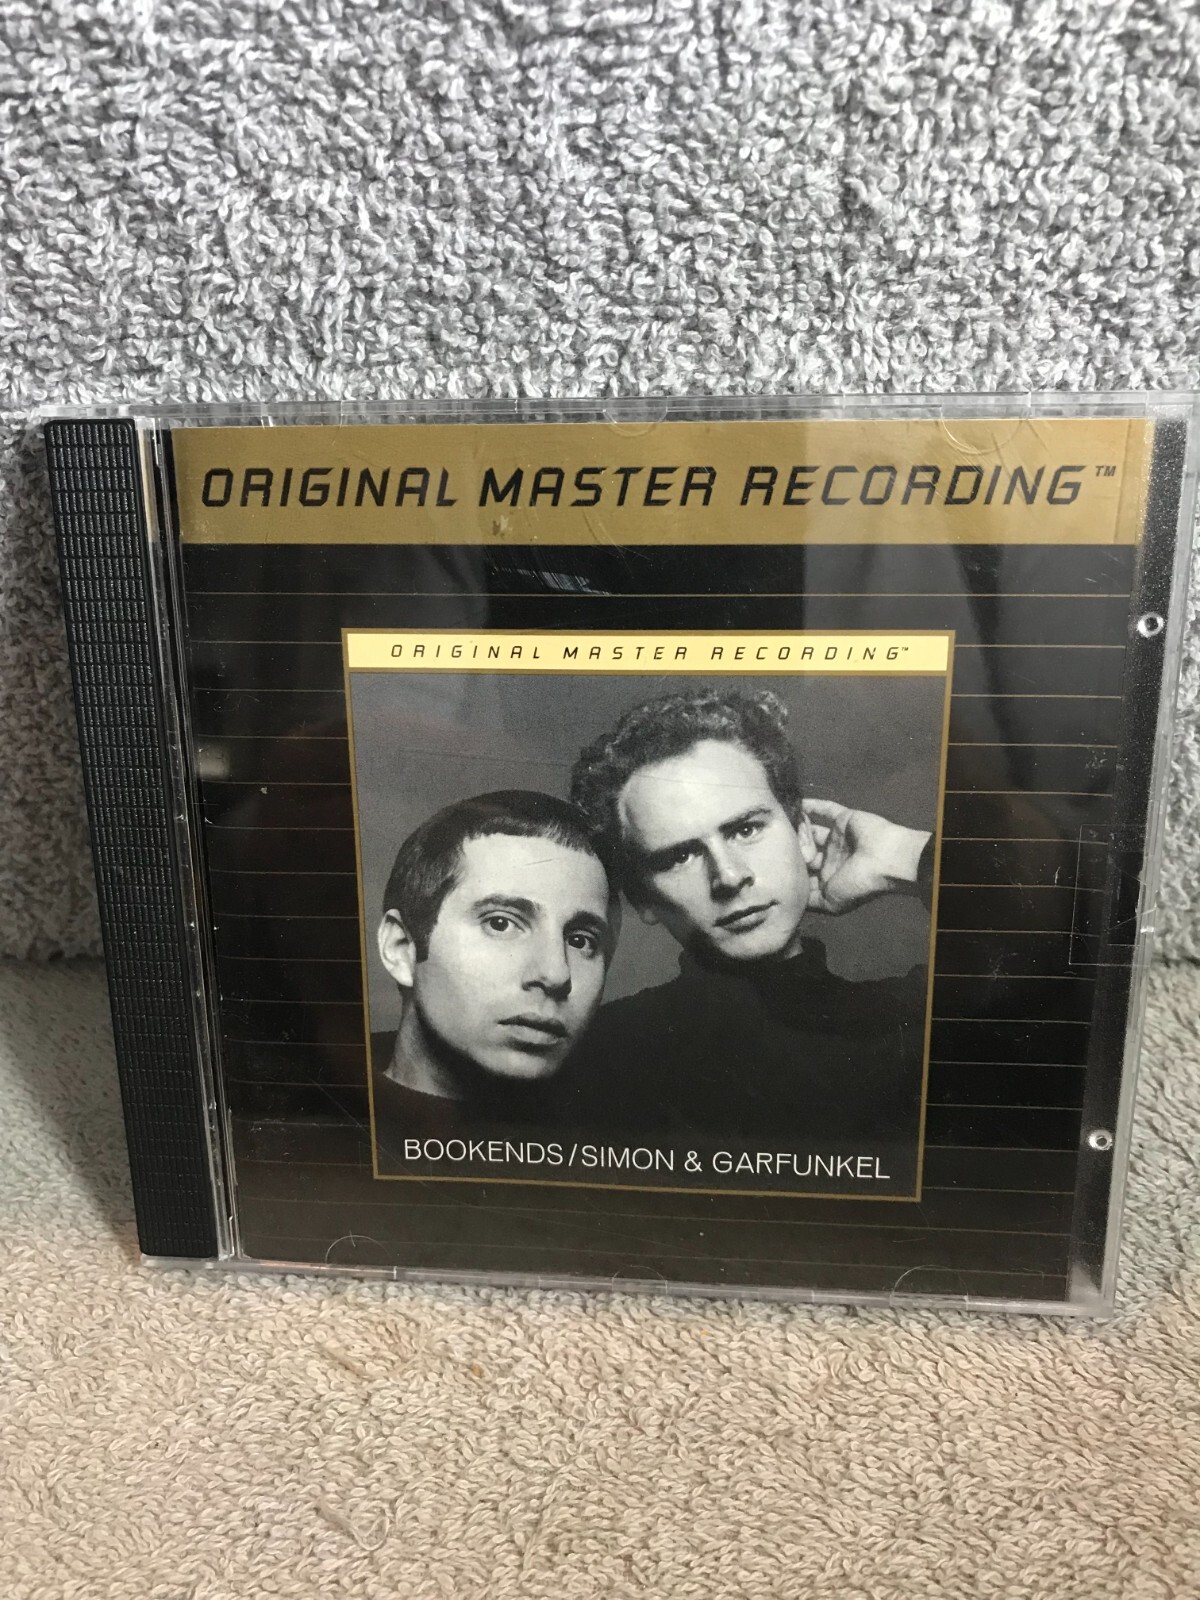 ORIGINAL MASTER RECORDING™
ORIGINAL MASTER RECORDING™
BOOKENDS/SIMON & GARFUNKEL